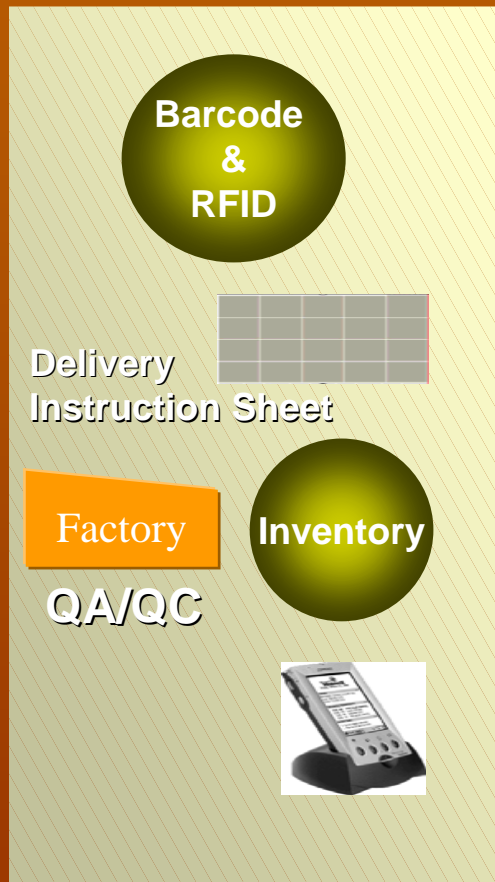 Barcode
&
RFID
Delivery
Instruction Sheet
Factory
Inventory
QA/QC